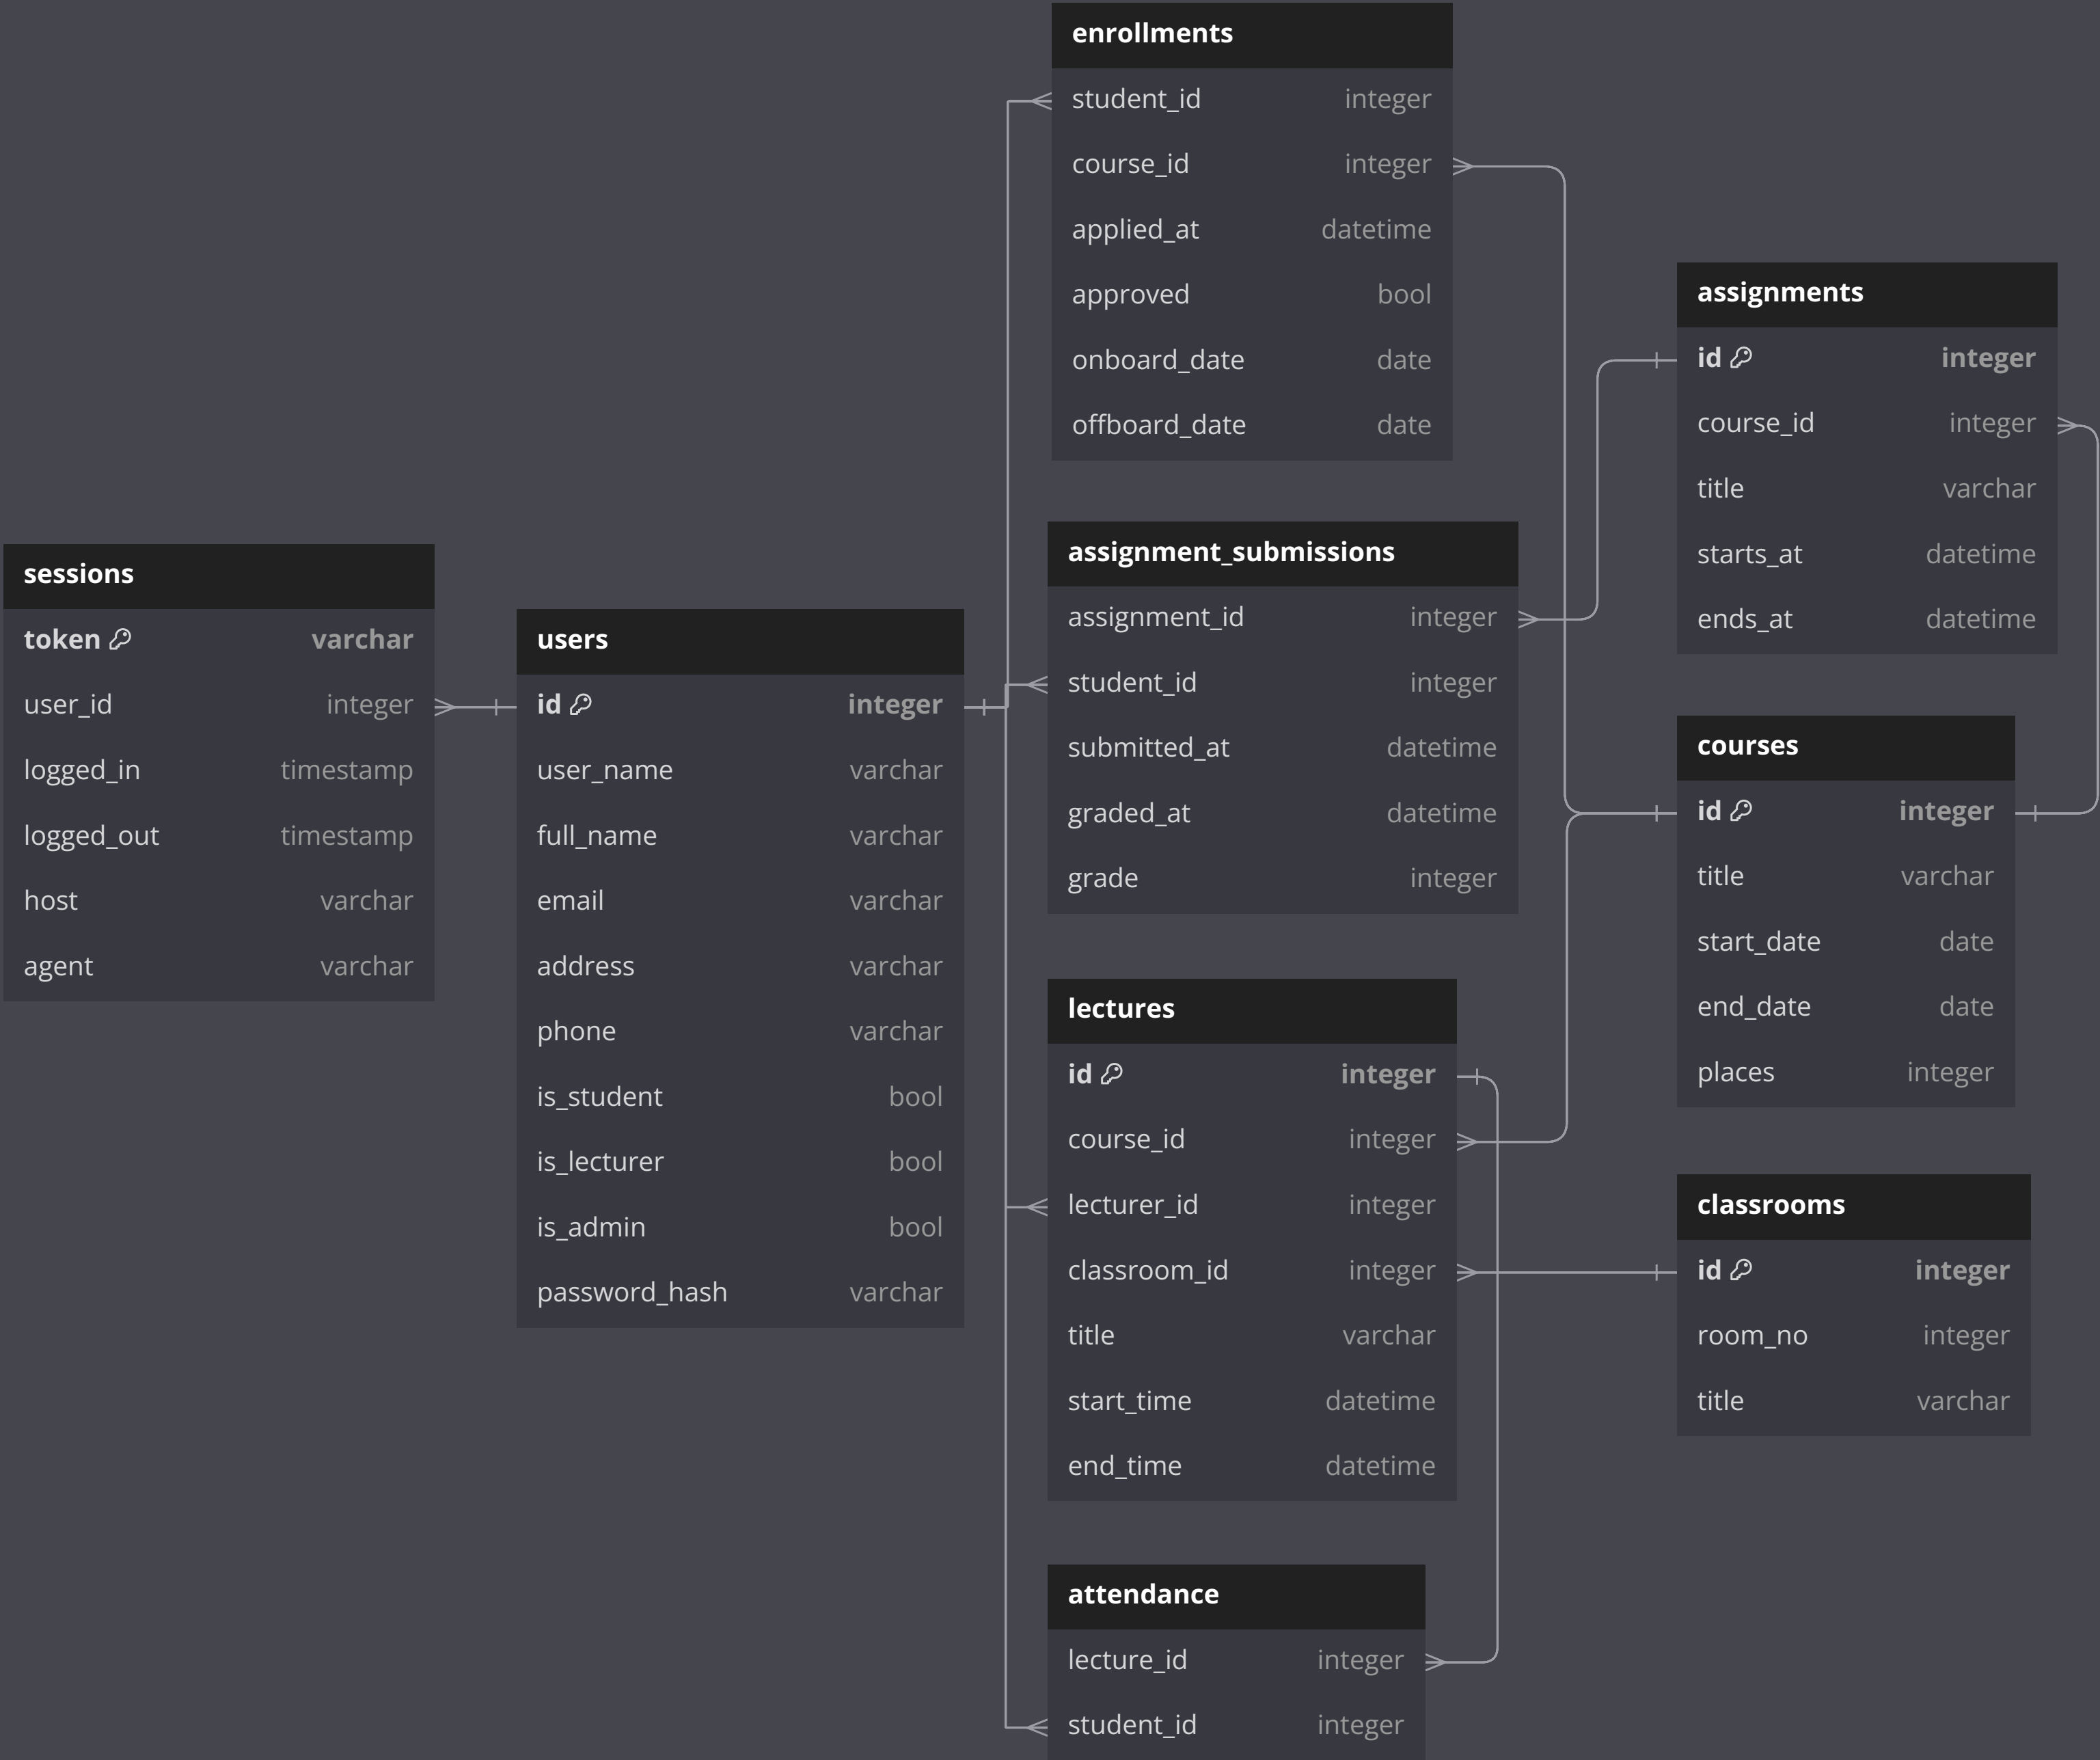 enrollments
student_id integer
course_id integer
applied_at datetime
approved bool
onboard_date date
offboard_date date
assignments
id integer
course_id integer
title varchar
starts_at datetime
ends_at datetime
assignment_submissions
assignment_id integer
student_id integer
submitted_at datetime
graded_at datetime
grade integer
sessions
token varchar
user_id integer
logged_in timestamp
logged_out timestamp
host varchar
agent varchar
users
id integer
user_name varchar
full_name varchar
email varchar
address varchar
phone varchar
is_student bool
is_lecturer bool
is_admin bool
password_hash varchar
courses
id integer
title varchar
start_date date
end_date date
places integer
lectures
id integer
course_id integer
lecturer_id integer
classroom_id integer
title varchar
start_time datetime
end_time datetime
classrooms
id integer
room_no integer
title varchar
attendance
lecture_id integer
student_id integer